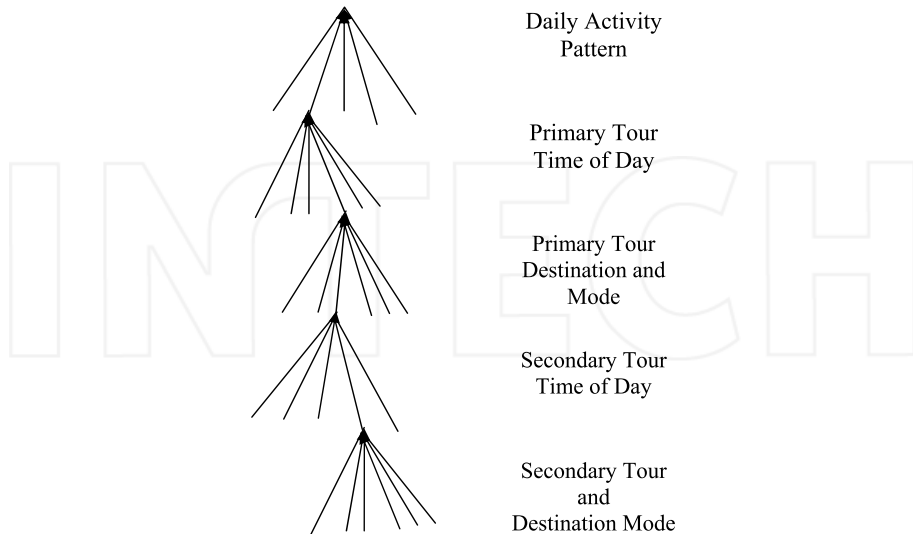 Daily Activity
Pattern
Primary Tour
Time of Day
Primary Tour
Destination and
Mode
Secondary Tour
Time of Day
Secondary Tour
and
Destination Mode
INTECH